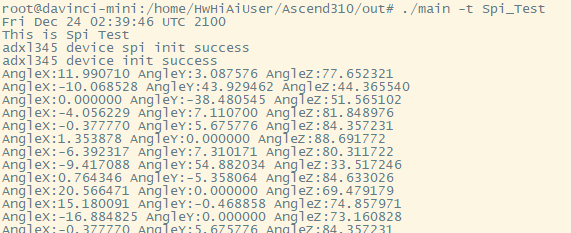 root@davinci-mini:/home/HwHiAiUser/Ascend310/out# ./main -t Spi_Test
Fri Dec 24 02:39:46 UTC 2100
This is Spi Test
adxl345 device spi init success
adxl345 device init success
AngleX:11.990710 AngleY:3.087576 AngleZ:77.652321
AngleX:-10.068528 AngleY:43.929462 AngleZ:44.365540
AngleX:0.000000 AngleY:-38.480545 AngleZ:51.565102
AngleX:-4.056229 AngleY:7.110700 AngleZ:81.848976
AngleX:-0.377770 AngleY:5.675776 AngleZ:84.357231
AngleX:1.353878 AngleY:0.000000 AngleZ:88.691772
AngleX:-6.392317 AngleY:7.310171 AngleZ:80.311722
AngleX:-9.417088 AngleY:54.882034 AngleZ:33.517246
AngleX:0.764346 AngleY:-5.358064 AngleZ:84.633026
AngleX:20.566471 AngleY:0.000000 AngleZ:69.479179
AngleX:15.180091 AngleY:-0.468858 AngleZ:74.857971
AngleX:-16.884825 AngleY:0.000000 AngleZ:73.160828
AngleX:-0.377770 AngleY:5.675776 AngleZ:84.357231